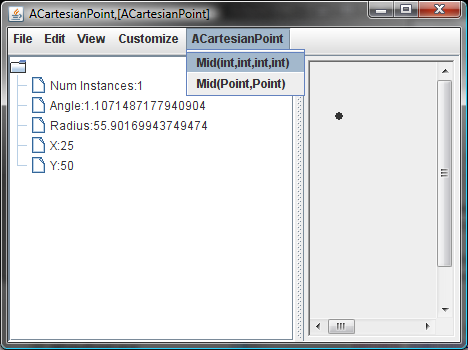 ACartesianPoint,[ACartesianPoint]
File Edit View Customize ACartesianPoint
Mid(int,int,int,int)
Mid(Point,Point)
Num Instances:1
Angle:1.1071487177940904
Radius:55.90169943749474
X:25
Y:50